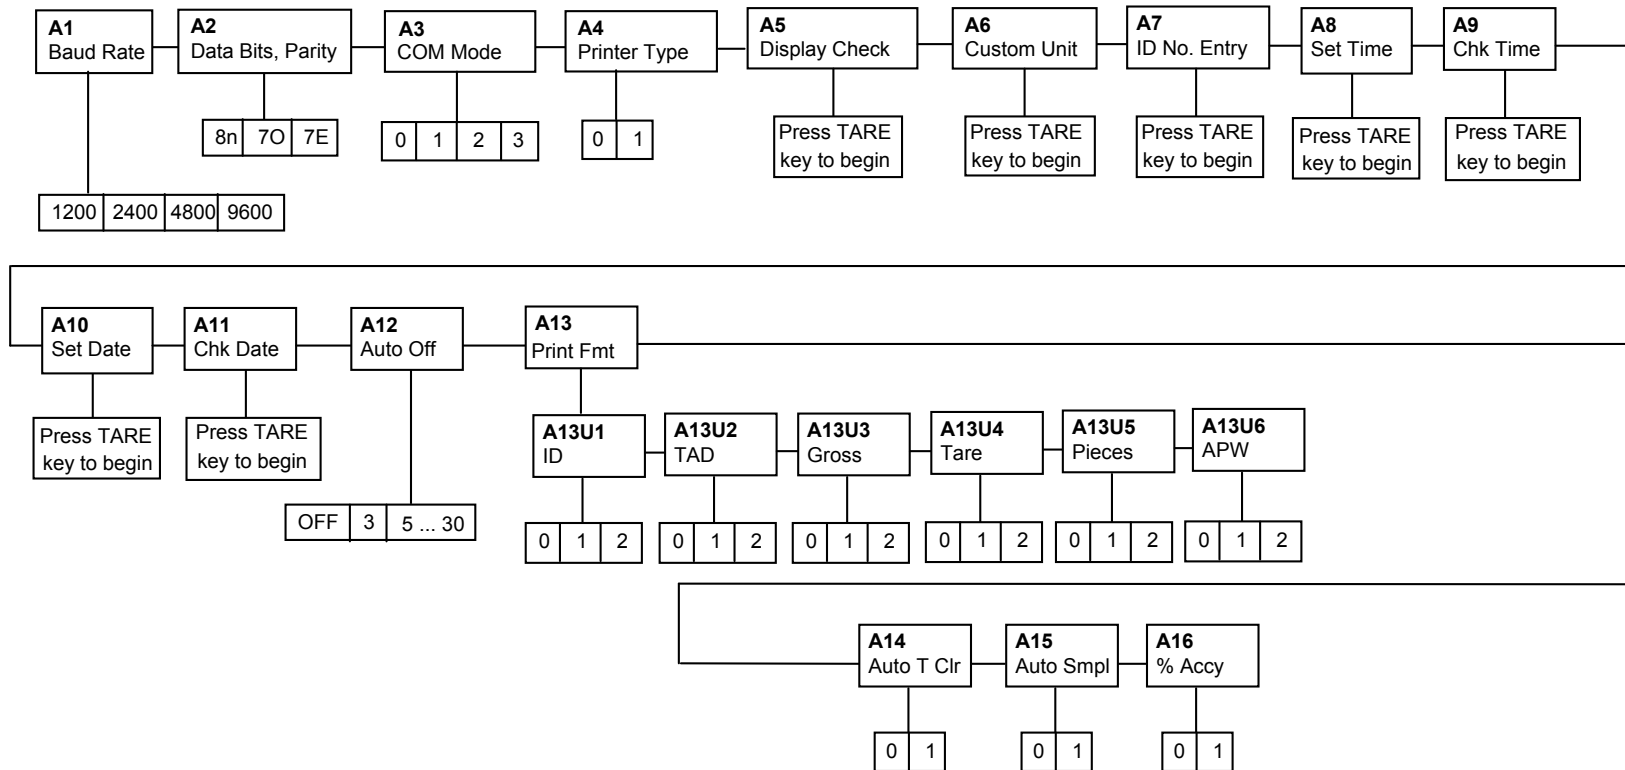 A1
Baud Rate
A2
Data Bits, Parity
A3
COM Mode
A4
Printer Type
A5
Display Check
A6
Custom Unit
A7
ID No. Entry
A8
Set Time
A9
Chk Time
8n 7O 7E
0 1 2 3
0 1
Press TARE
key to begin
Press TARE
key to begin
Press TARE
key to begin
Press TARE
key to begin
Press TARE
key to begin
1200 2400 4800 9600
A10
Set Date
A11
Chk Date
A12
Auto Off
A13
Print Fmt
Press TARE
key to begin
Press TARE
key to begin
OFF 3 5 ... 30
A13U1
ID
A13U2
TAD
A13U3
Gross
A13U4
Tare
A13U5
Pieces
A13U6
APW
0 1 2
0 1 2
0 1 2
0 1 2
0 1 2
0 1 2
A14
Auto T Clr
A15
Auto Smpl
A16
% Accy
0 1
0 1
0 1